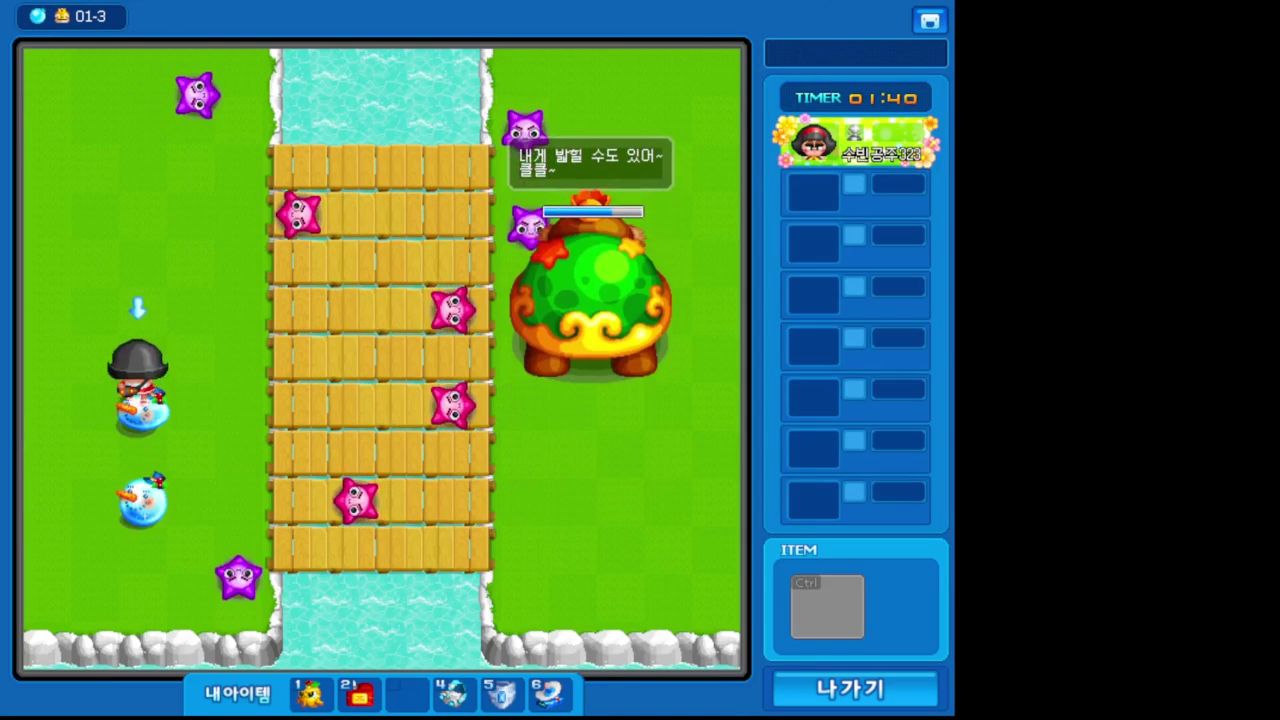 01-3
TIMER 01:40
내게 밟힐 수도 있어~
클클~
수빈공주323
ITEM
Ctrl
내아이템
1
2
4
5
6
나가기